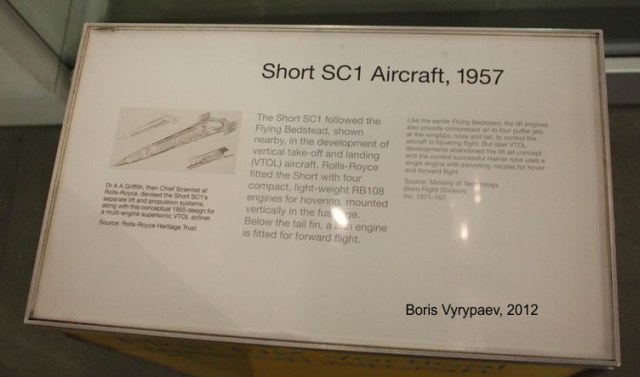 Short SC1 Aircraft, 1957
Dr A A Griffith, then Chief Scientist at
Rolls-Royce, devised the Short SC1's
separate lift and propulsion systems,
along with this conceptual 1955 design for
a multi-engine supersonic VTOL airliner.
Source: Rolls-Royce Heritage Trust
The Short SC1 followed the
Flying Bedstead, shown
nearby, in the development of
vertical take-off and landing
(VTOL) aircraft. Rolls-Royce
fitted the Short with four
compact, light-weight RB108
engines for hovering, mounted
vertically in the
Below the tail fin, a engine
is fitted for forward flight.
Like the earlier Flying Bedstead, the lift engines
also provide compressed air to four puffer jets
at the wingtips, nose and tail, to control the
aircraft in hovering flight. But later VTOL
developments abandoned the lift jet concept
and the current successful Harrier type uses a
single engine with swivelling nozzles for hover
and forward flight.
Source: Ministry of Technology
(Aero Flight Division)
Inv. 1971-197
Boris Vyrypaev, 2012